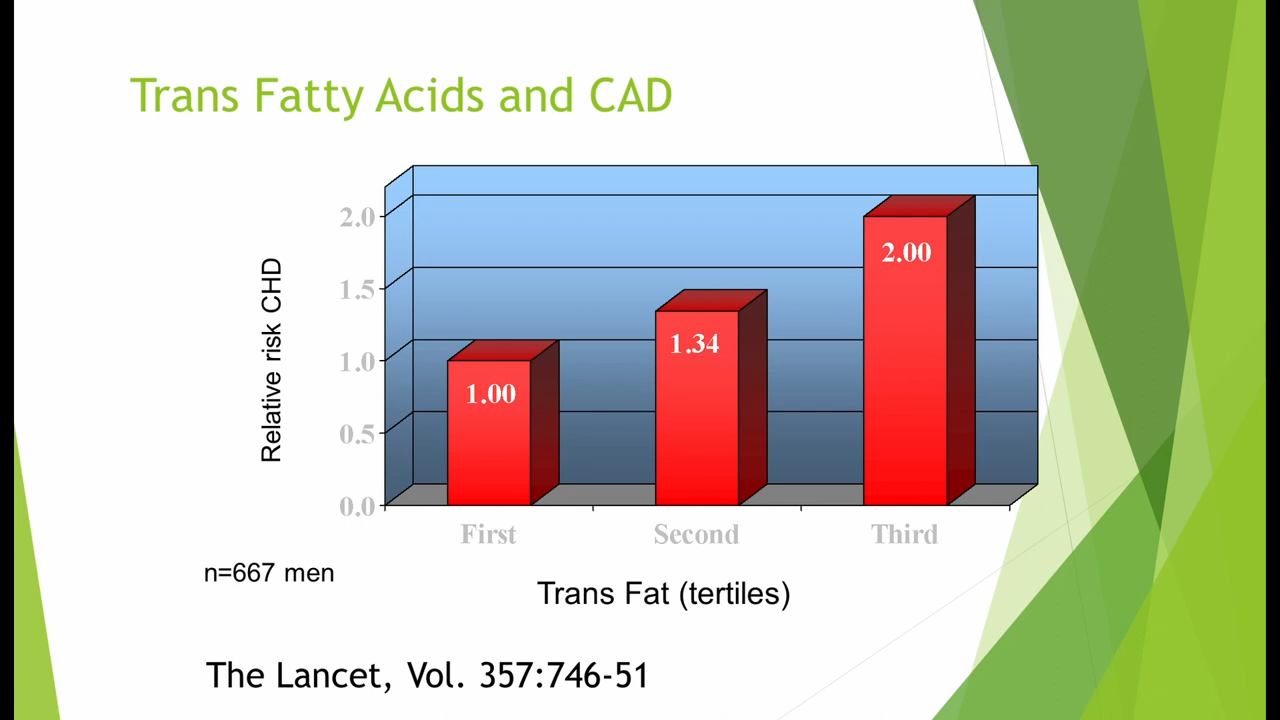 Trans Fatty Acids and CAD
Relative risk CHD
2.0
1.5
1.0
0.5
0.0
1.00
1.34
2.00
First
Second
Third
n=667 men
Trans Fat (tertiles)
The Lancet, Vol. 357:746-51